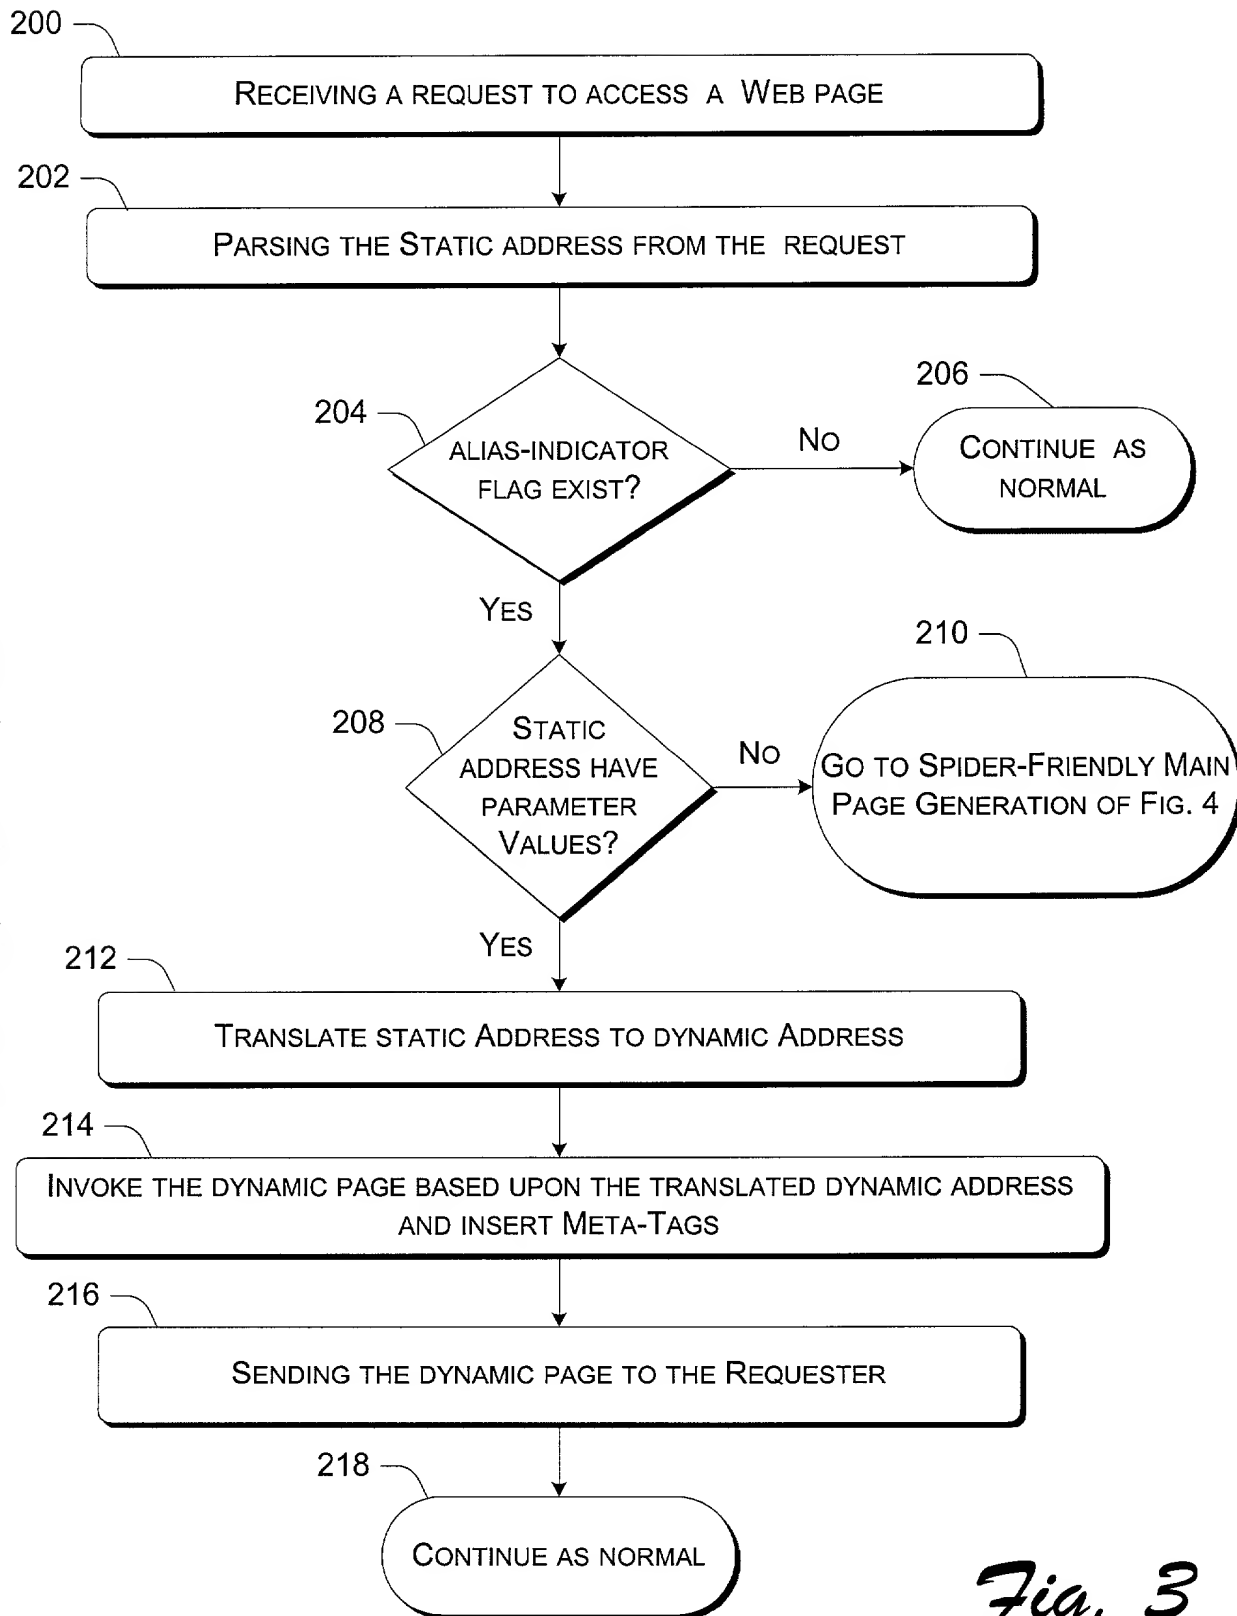 200
RECEIVING A REQUEST TO ACCESS A WEB PAGE
202
PARSING THE STATIC ADDRESS FROM THE REQUEST
204
ALIAS-INDICATOR
FLAG EXIST?
NO
206
CONTINUE AS
NORMAL
YES
208
STATIC
ADDRESS HAVE
PARAMETER
VALUES?
NO
210
GO TO SPIDER-FRIENDLY MAIN
PAGE GENERATION OF FIG. 4
YES
212
TRANSLATE STATIC ADDRESS TO DYNAMIC ADDRESS
214
INVOKE THE DYNAMIC PAGE BASED UPON THE TRANSLATED DYNAMIC ADDRESS
AND INSERT META-TAGS
216
SENDING THE DYNAMIC PAGE TO THE REQUESTER
218
CONTINUE AS NORMAL
Fig. 3